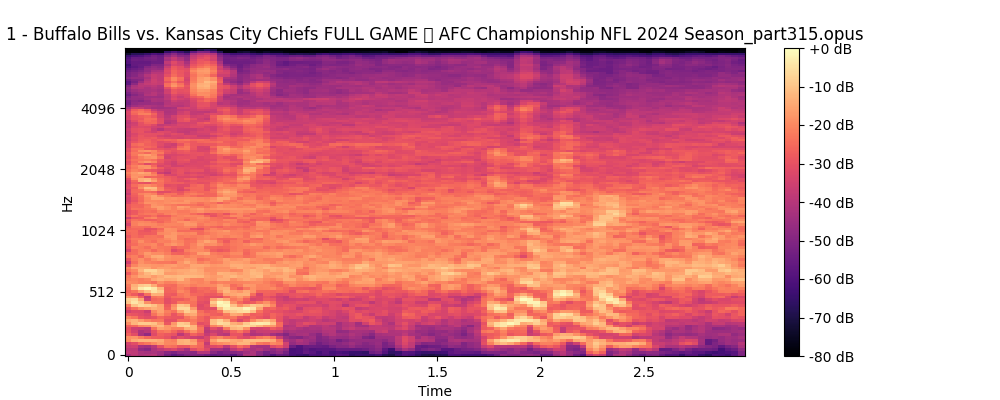 1 - Buffalo Bills vs. Kansas City Chiefs FULL GAME  AFC Championship NFL 2024 Season_part315.opus
+0 dB
-10 dB
-20 dB
-30 dB
-40 dB
-50 dB
-60 dB
-70 dB
-80 dB
Hz
4096
2048
1024
512
0
0
0.5
1
1.5
2
2.5
Time